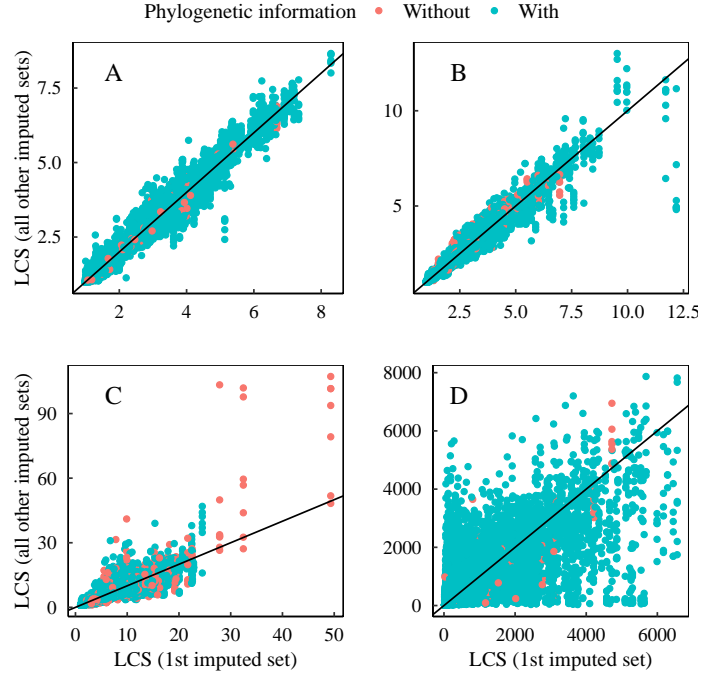 Phylogenetic information Without With
LCS (all other imputed sets)
A
7.5
5.0
2.5
2 4 6 8
B
10
5
2.5 5.0 7.5 10.0 12.5
LCS (all other imputed sets)
C
90
60
30
0
0 10 20 30 40 50
LCS (1st imputed set)
D
8000
6000
4000
2000
0
0 2000 4000 6000
LCS (1st imputed set)